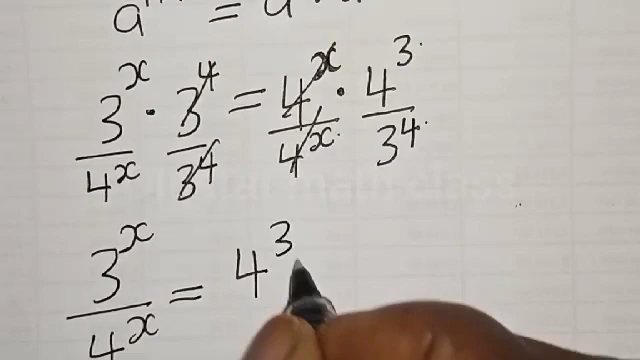 3^x/4^x · 3^4/3^4 = 4^x/4^x · 4^3/3^4
3^x/4^x = 4^3